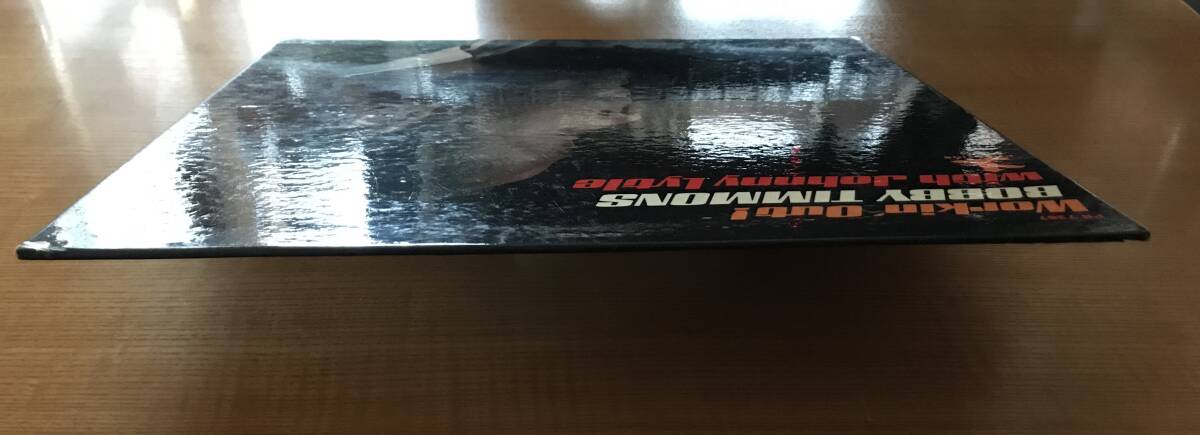 Workin Out!
BOBBY TIMMONS
with Johnny Lytle